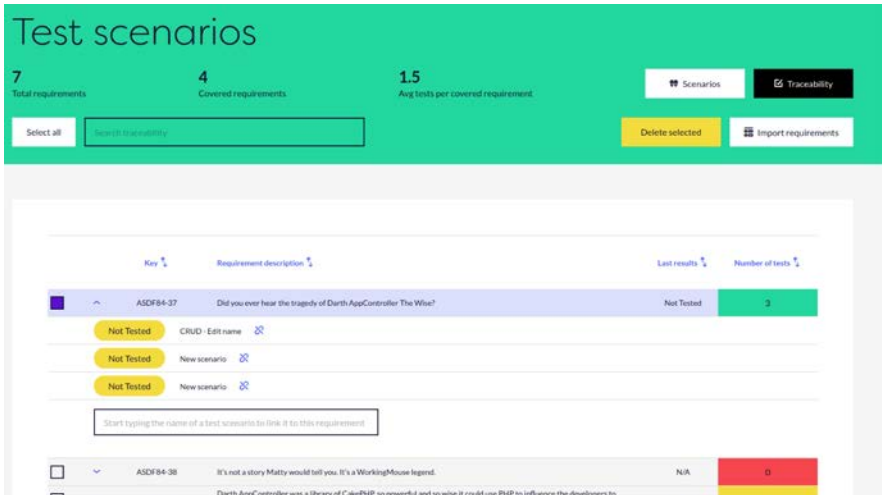 Test scenarios
7
Total requirements
4
Covered requirements
1.5
Avg tests per covered requirement
Scenarios
Traceability
Select all
Search traceability
Delete selected
Import requirements
Key
Requirement description
Last results
Number of tests
ASDF84-37
Did you ever hear the tragedy of Darth AppController The Wise?
Not Tested
3
Not Tested
CRUD - Edit name
Not Tested
New scenario
Not Tested
New scenario
Start typing the name of a test scenario to link it to this requirement
ASDF84-38
It's not a story Matty would tell you. It's a WorkingMouse legend.
N/A
0
Darth AppController was a library of CakePHP, so powerful and so wise it could use PHP to influence the developers to